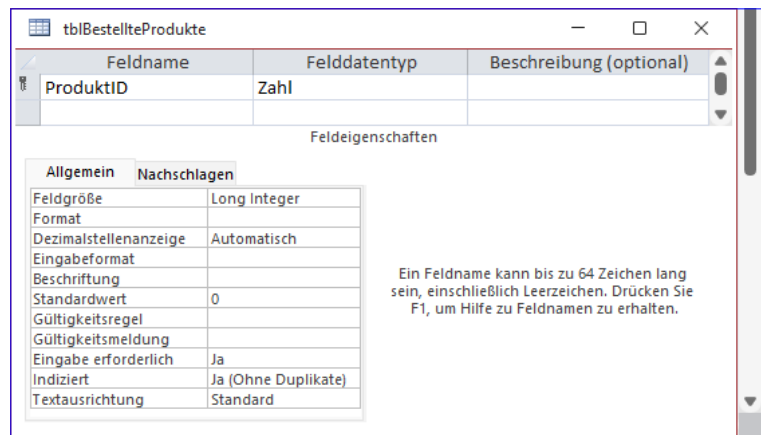 tblBestellteProdukte
Feldname Felddatentyp Beschreibung (optional)
ProduktID Zahl
Feldeigenschaften
Allgemein Nachschlagen
Feldgröße Long Integer
Format
Dezimalstellenanzeige Automatisch
Eingabeformat
Beschriftung
Standardwert 0
Gültigkeitsregel
Gültigkeitsmeldung
Eingabe erforderlich Ja
Indiziert Ja (Ohne Duplikate)
Textausrichtung Standard
Ein Feldname kann bis zu 64 Zeichen lang
sein, einschließlich Leerzeichen. Drücken Sie
F1, um Hilfe zu Feldnamen zu erhalten.